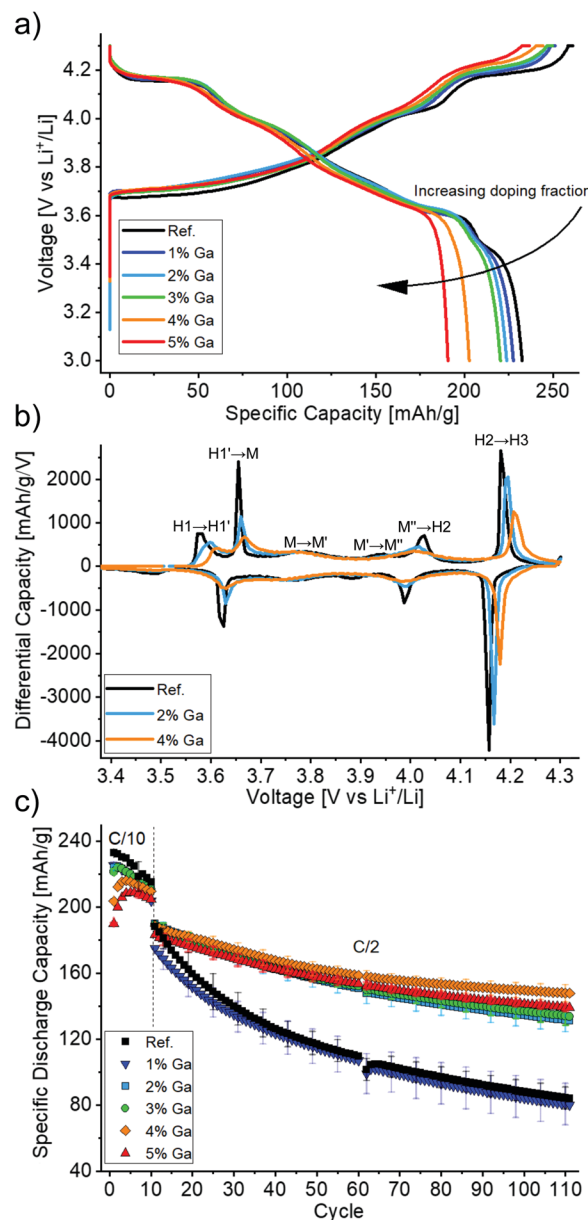 a)
4.2
3.9
3.6
3.3
3.0
Voltage [V vs Li⁺/Li]
Increasing doping fraction
Ref.
1% Ga
2% Ga
3% Ga
4% Ga
5% Ga
0 50 100 150 200 250
Specific Capacity [mAh/g]
b)
2000
1000
0
-1000
-2000
-3000
-4000
Differential Capacity [mAh/g/V]
H2→H3
H1'→M
H1→H1'
M→M'
M'→M''
M''→H2
Ref.
2% Ga
4% Ga
3.4 3.5 3.6 3.7 3.8 3.9 4.0 4.1 4.2 4.3
Voltage [V vs Li⁺/Li]
c)
240
200
160
120
80
40
Specific Discharge Capacity [mAh/g]
C/10
C/2
Ref.
1% Ga
2% Ga
3% Ga
4% Ga
5% Ga
0 10 20 30 40 50 60 70 80 90 100 110
Cycle